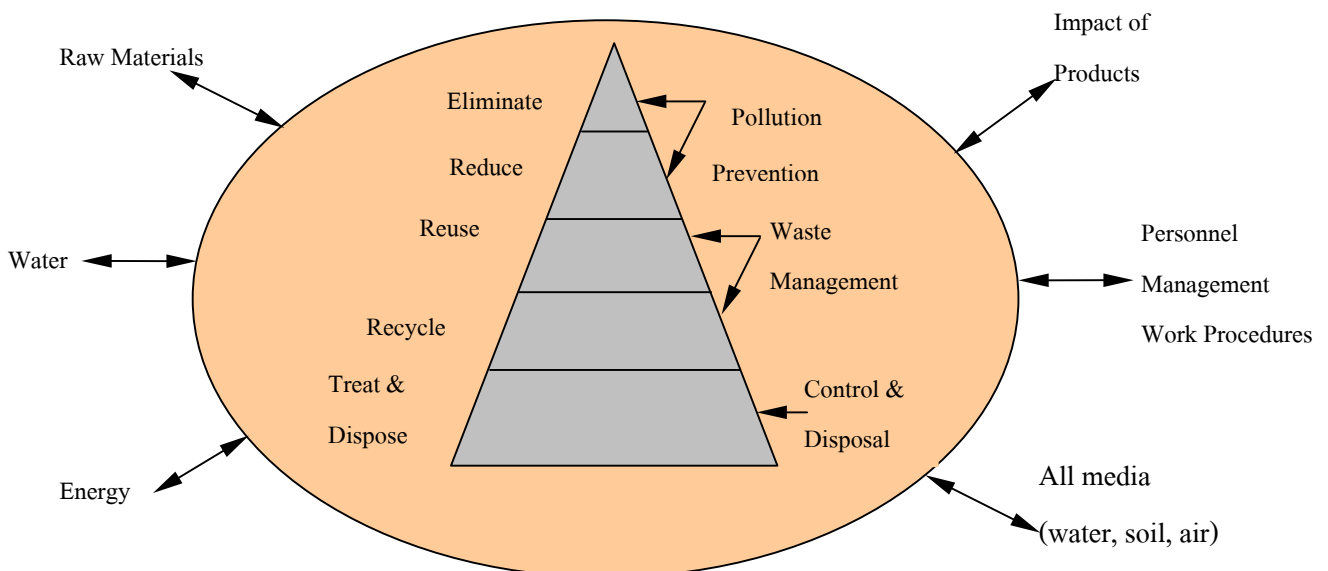 Raw Materials
Water
Energy
Eliminate
Reduce
Reuse
Recycle
Treat &
Dispose
Pollution
Prevention
Waste
Management
Control &
Disposal
Impact of
Products
Personnel
Management
Work Procedures
All media
(water, soil, air)